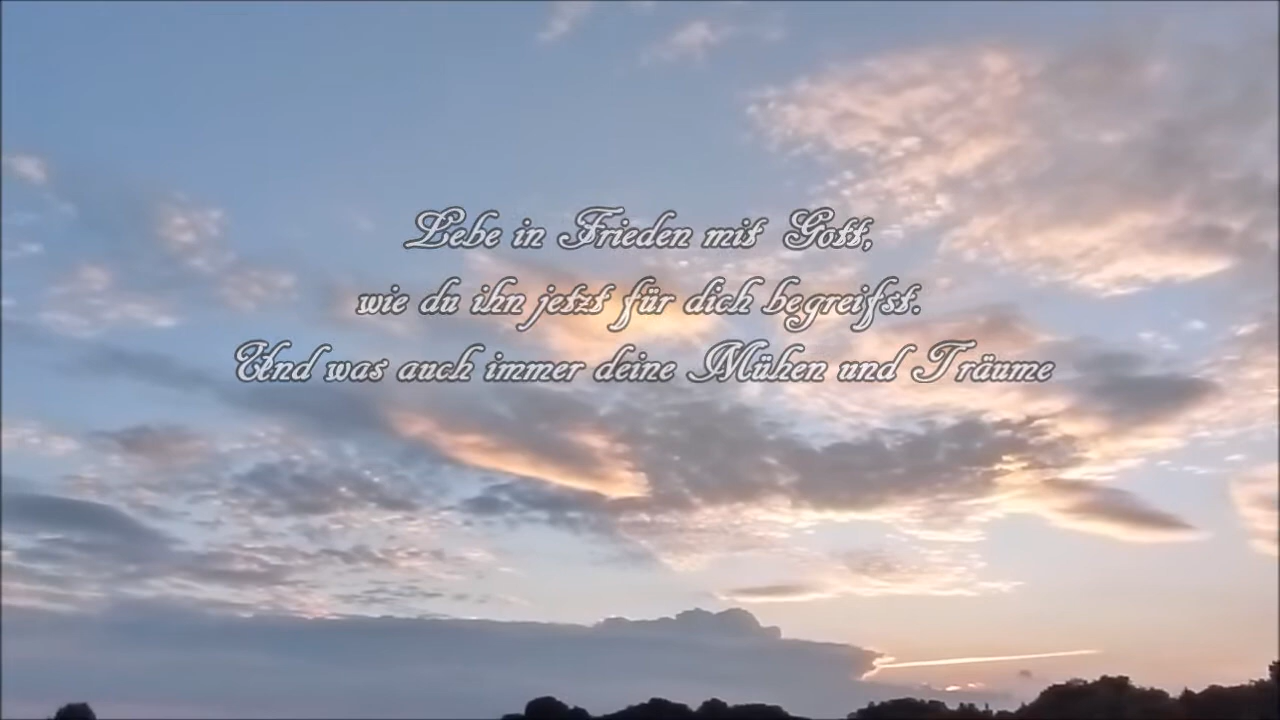 Lebe in Frieden mit Gott,
wie du ihn jetzt für dich begreifst.
Und was auch immer deine Mühen und Träume